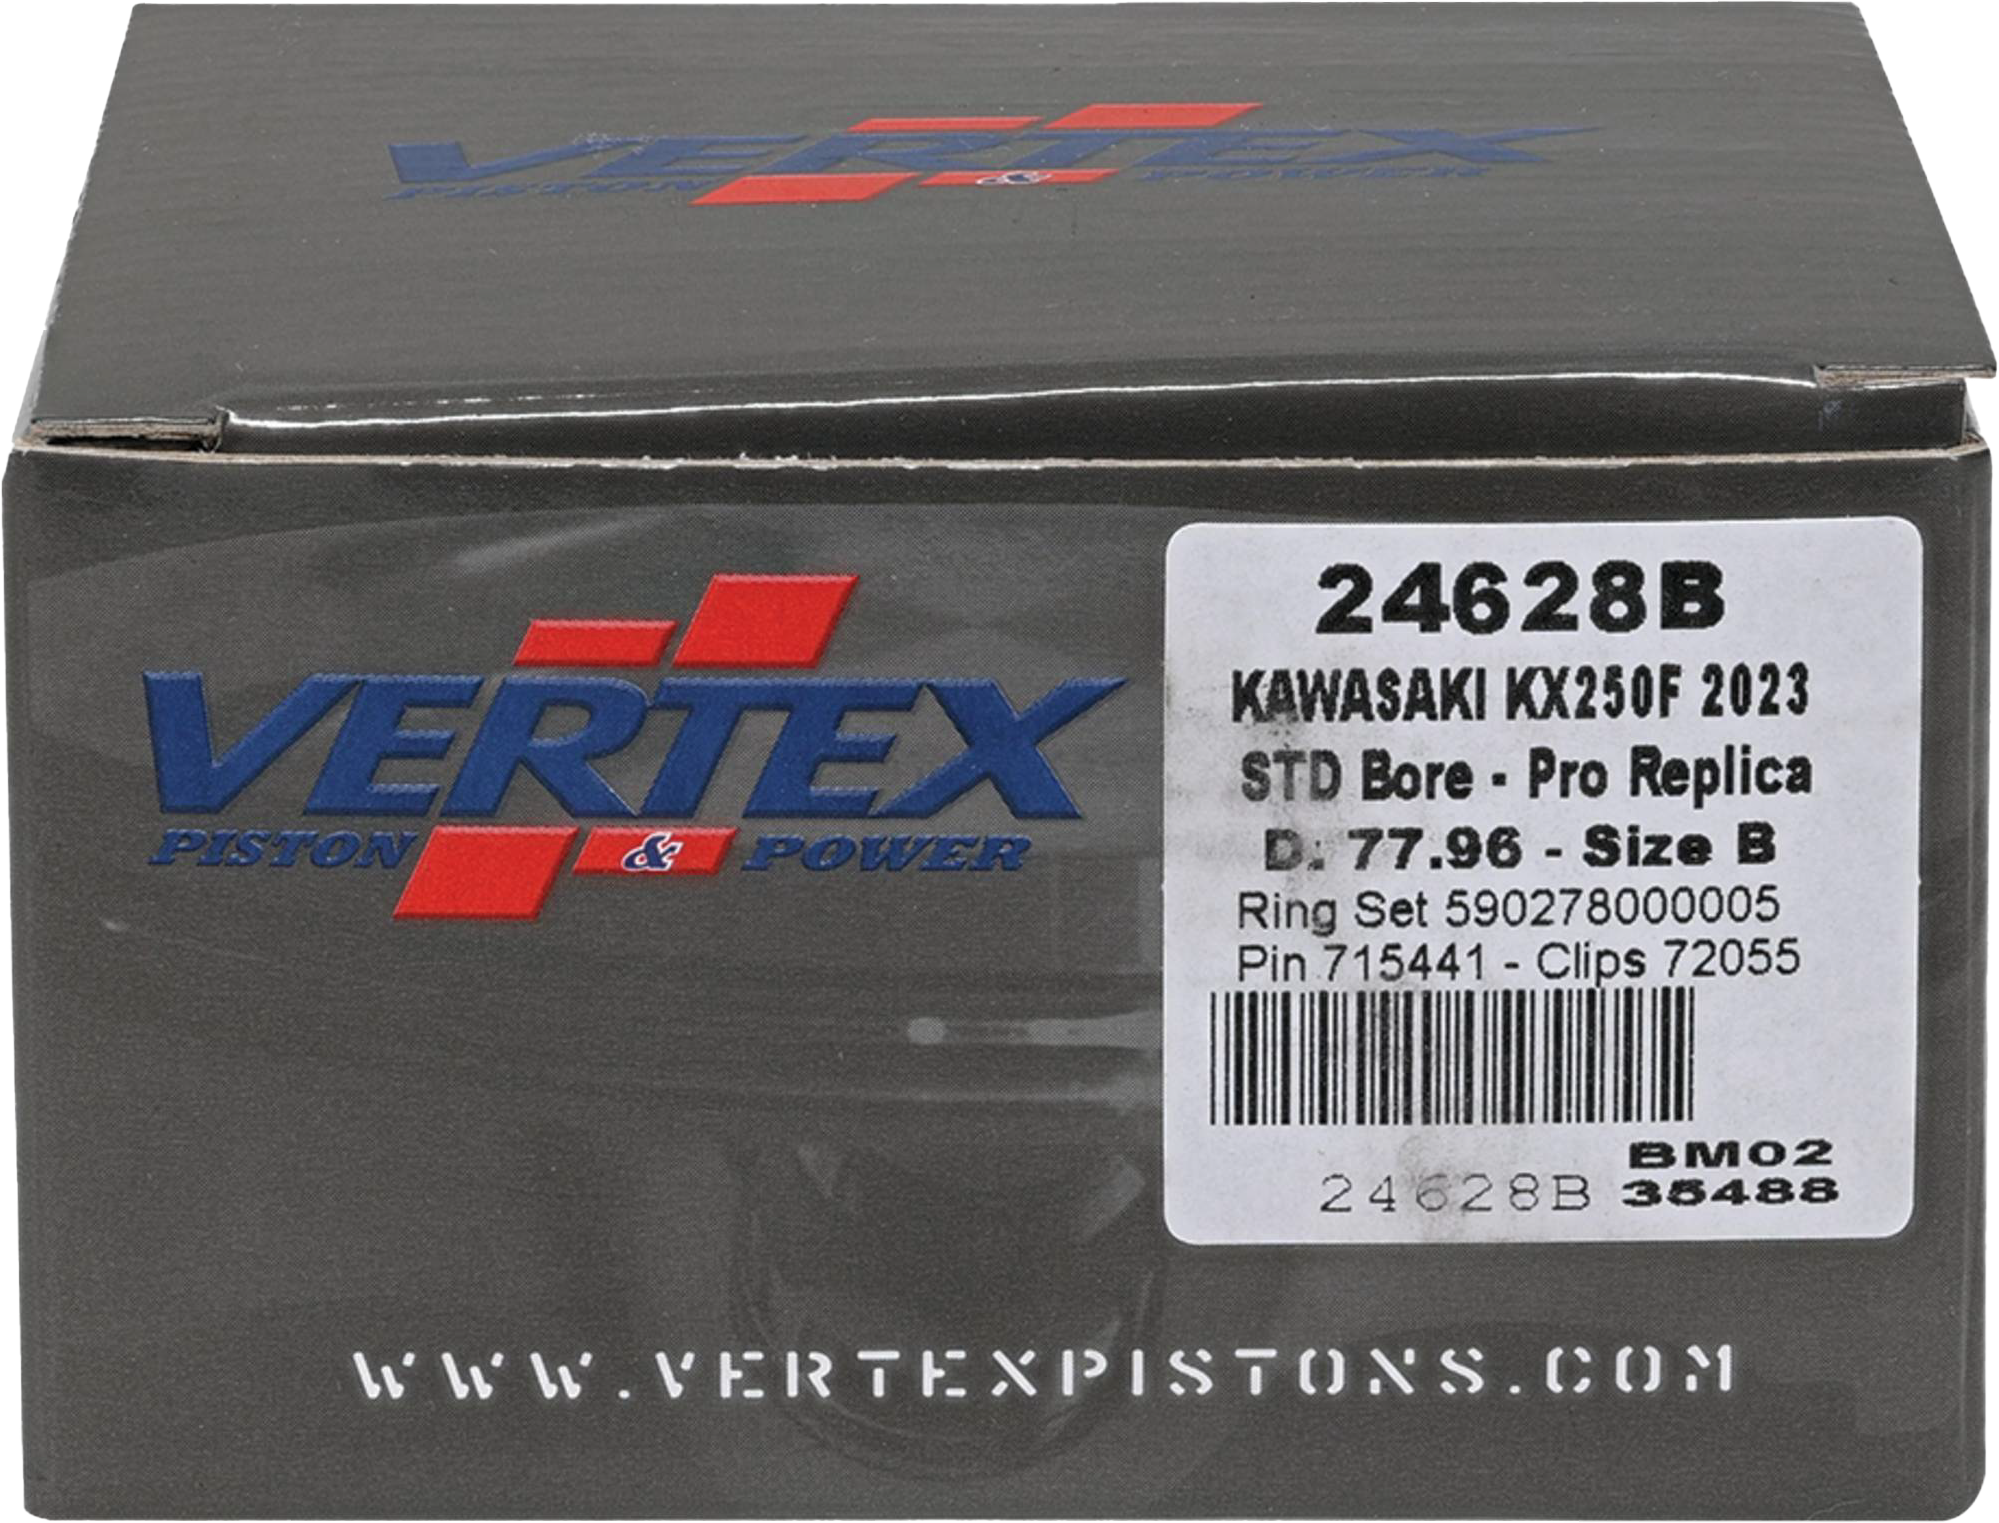 VERTEX
PISTON & POWER
VERTEX
PISTON & POWER
24628B
KAWASAKI KX250F 2023
STD Bore - Pro Replica
D. 77.96 - Size B
Ring Set 590278000005
Pin 715441 - Clips 72055
BM02
24628B 35488
WWW.VERTEXPISTONS.COM